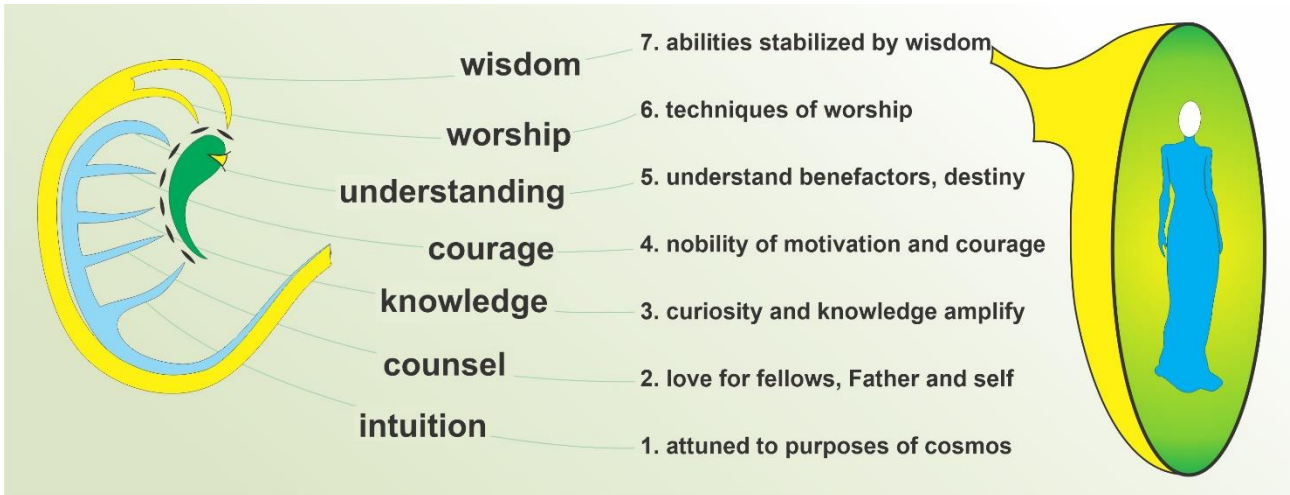 wisdom
7. abilities stabilized by wisdom
worship
6. techniques of worship
understanding
5. understand benefactors, destiny
courage
4. nobility of motivation and courage
knowledge
3. curiosity and knowledge amplify
counsel
2. love for fellows, Father and self
intuition
1. attuned to purposes of cosmos